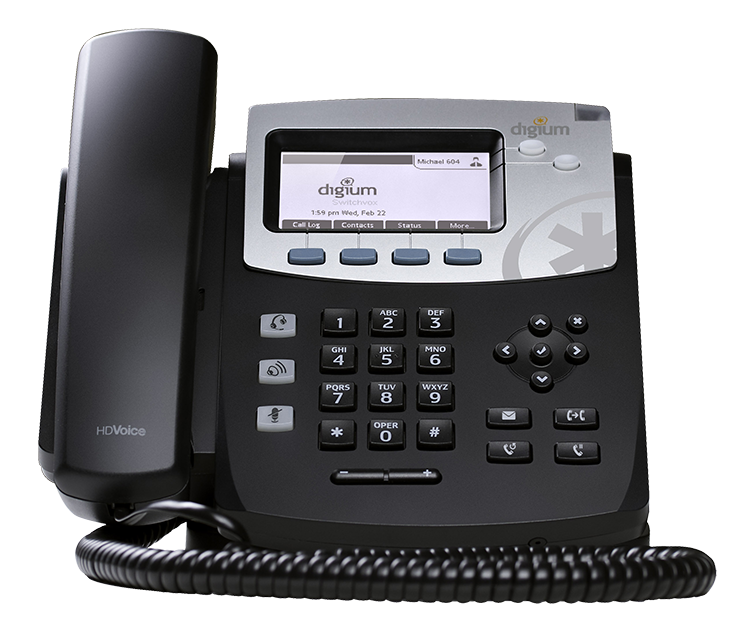 digium
Michael 604
digium
Switchvox
1:59 pm Wed, Feb 22
Call Log Contacts Status More...
1 ABC 2 DEF 3
GHI 4 JKL 5 MNO 6
PQRS 7 TUV 8 WXYZ 9
* OPER 0 #
- +
HDVoice